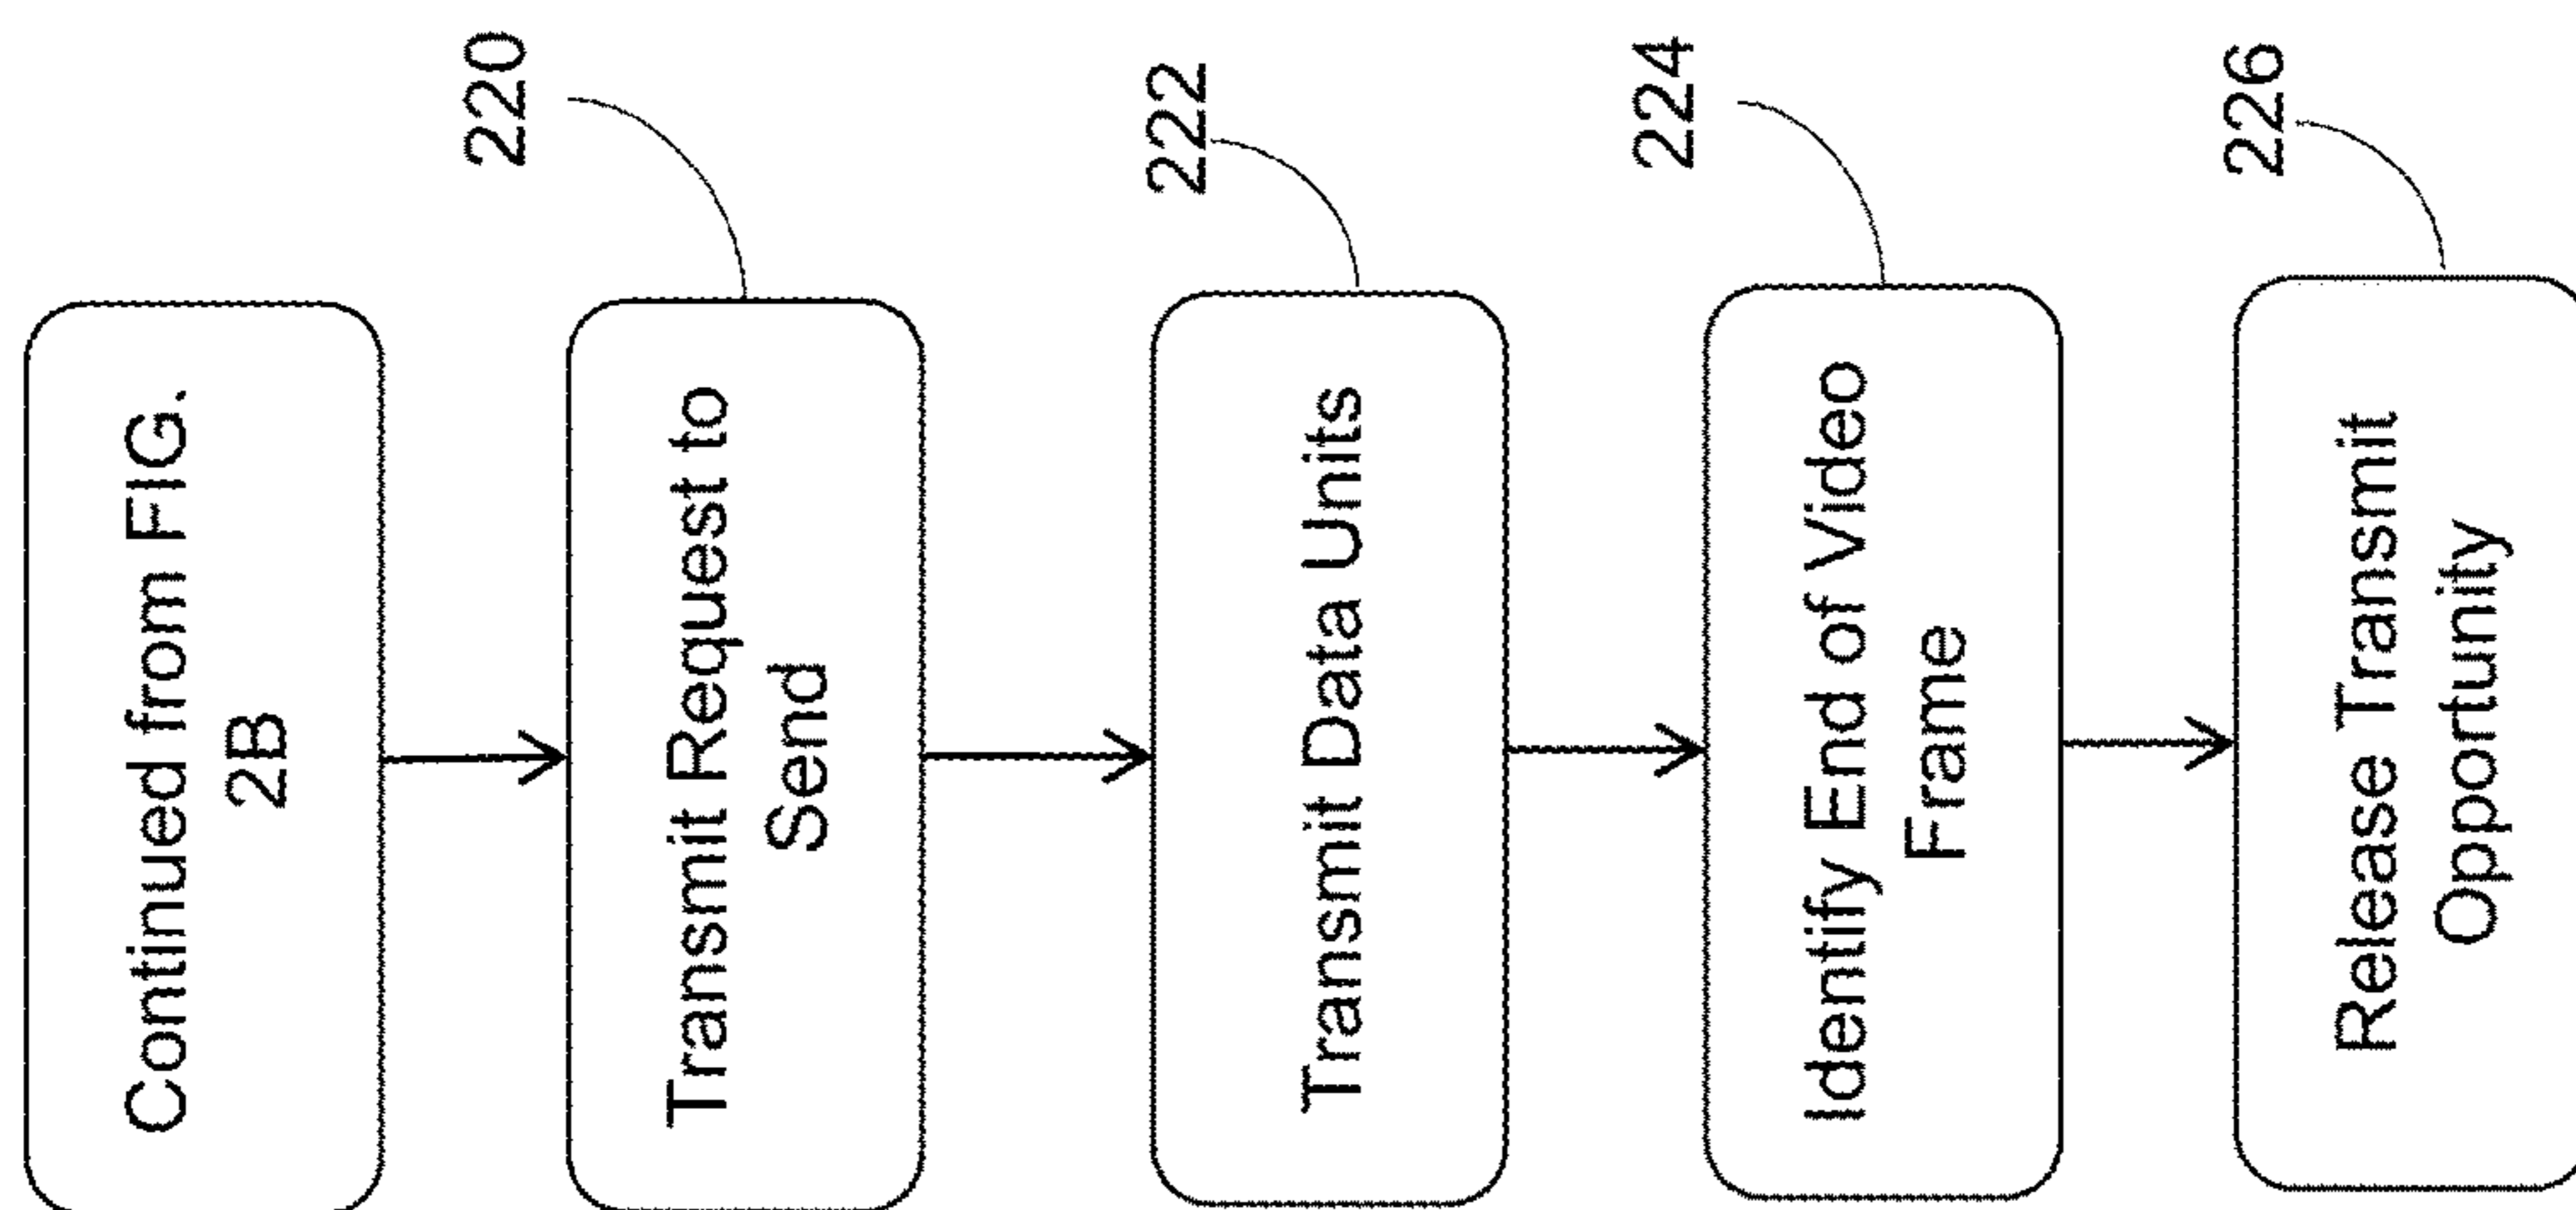 Continued from FIG.
2B
220
Transmit Request to
Send
222
Transmit Data Units
224
Identify End of Video
Frame
226
Release Transmit
Opportunity